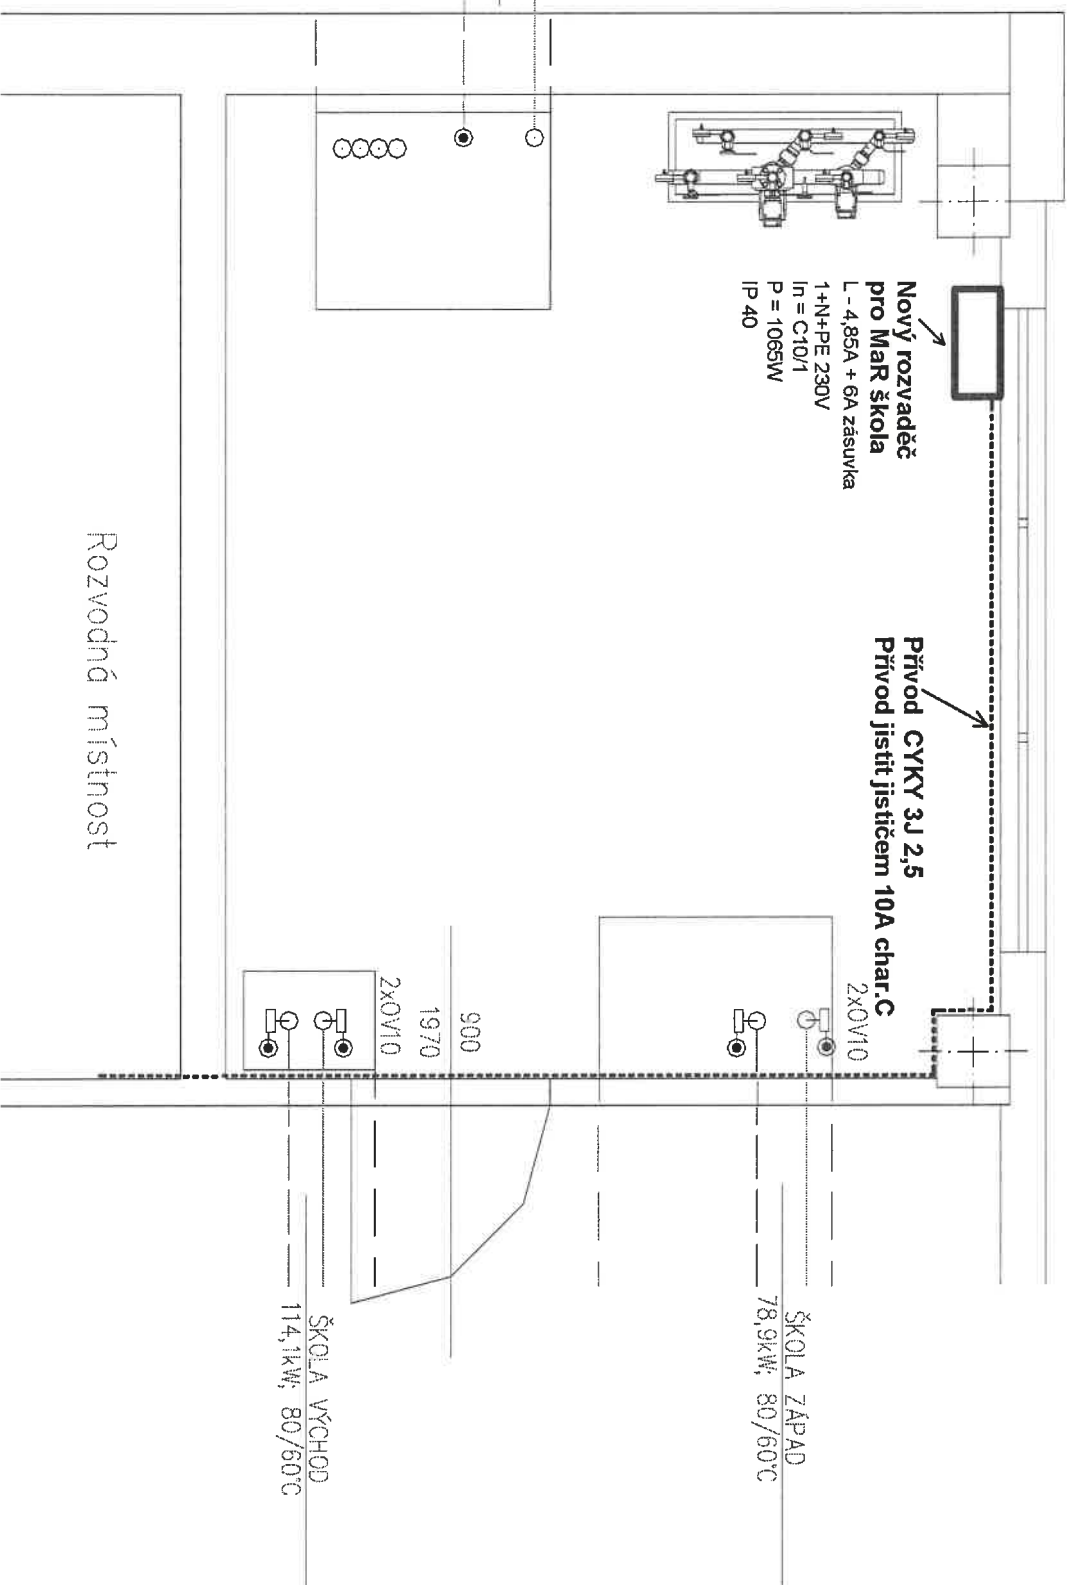 Nový rozvaděč
pro MaR škola
L - 4,85A + 6A zásuvka
1+N+PE 230V
In = C10/1
P = 1065W
IP 40
Přívod CYKY 3J 2,5
Přívod jistit jističem 10A char.C
2xOV10
900
1970
2xOV10
ŠKOLA ZÁPAD
78,9kW; 80/60°C
ŠKOLA VÝCHOD
114,1kW; 80/60°C
Rozvodná místnost